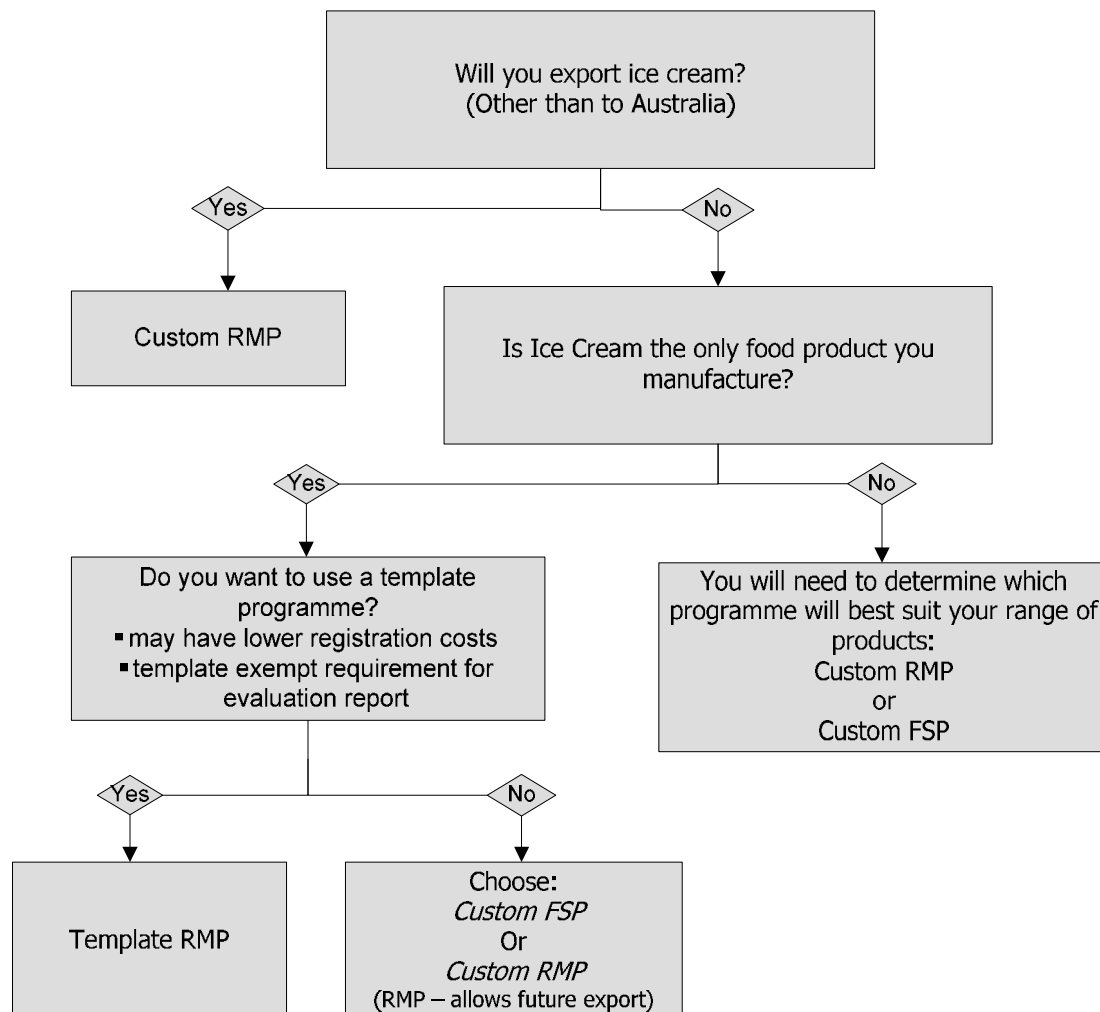 Will you export ice cream?
(Other than to Australia)
Yes
No
Custom RMP
Is Ice Cream the only food product you
manufacture?
Yes
No
Do you want to use a template
programme?
▪ may have lower registration costs
▪ template exempt requirement for
evaluation report
You will need to determine which
programme will best suit your range of
products:
Custom RMP
or
Custom FSP
Yes
No
Template RMP
Choose:
Custom FSP
Or
Custom RMP
(RMP – allows future export)